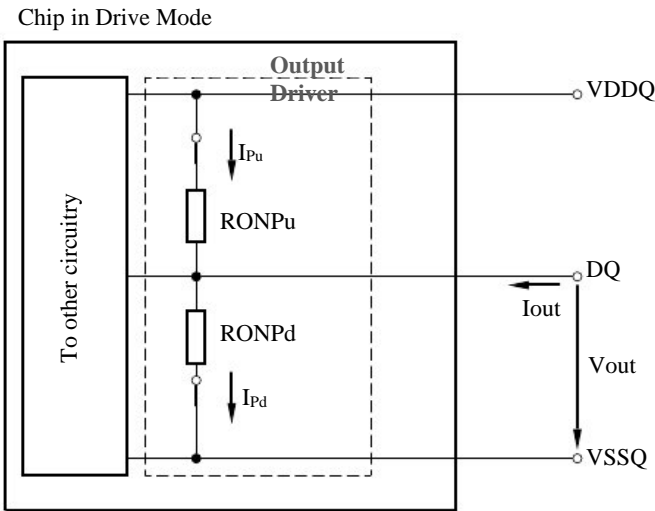 Chip in Drive Mode
Output
Driver
VDDQ
IPu
RONPu
To other circuitry
DQ
Iout
RONPd
Vout
IPd
VSSQ